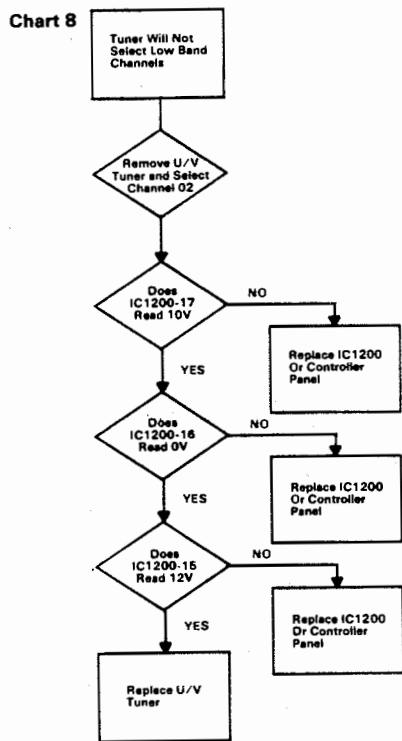 Chart 8
Tuner Will Not
Select Low Band
Channels
Remove U/V
Tuner and Select
Channel 02
Does
IC1200-17
Read 10V
NO
Replace IC1200
Or Controller
Panel
YES
Does
IC1200-16
Read 0V
NO
Replace IC1200
Or Controller
Panel
YES
Does
IC1200-15
Read 12V
NO
Replace IC1200
Or Controller
Panel
YES
Replace U/V
Tuner